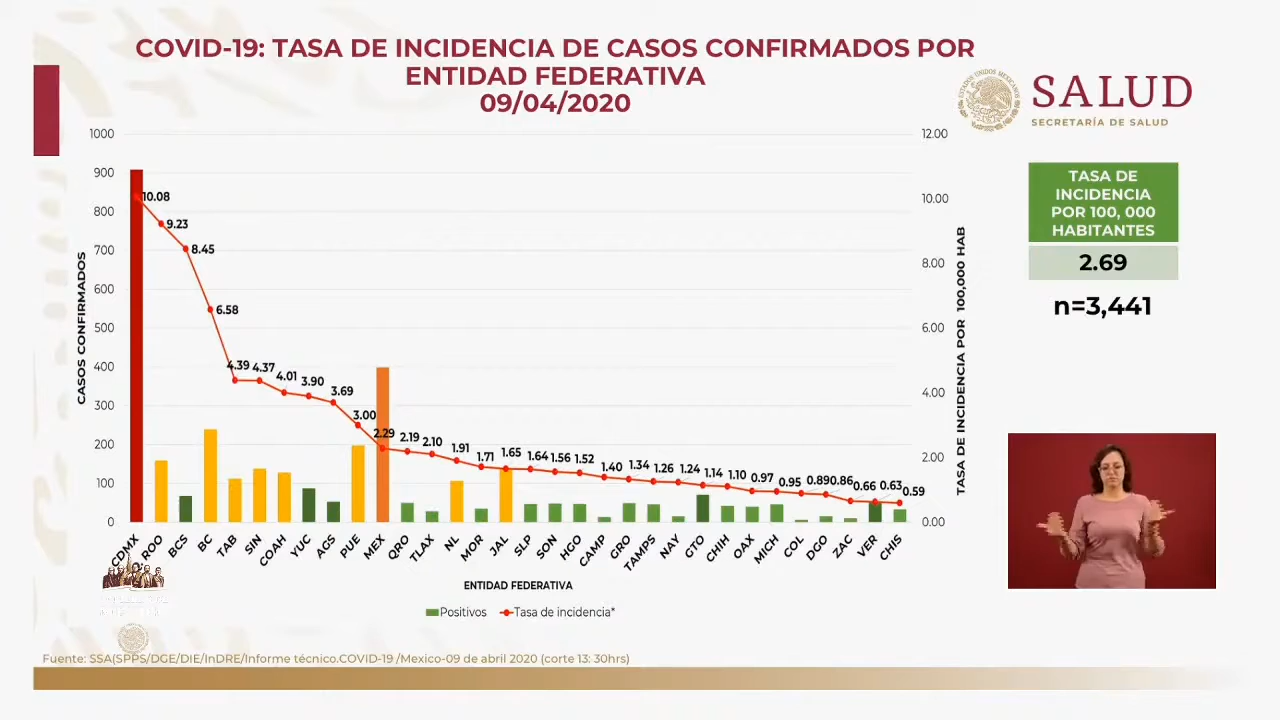 COVID-19: TASA DE INCIDENCIA DE CASOS CONFIRMADOS POR
ENTIDAD FEDERATIVA
09/04/2020
ESTADOS UNIDOS MEXICANOS
SALUD
SECRETARÍA DE SALUD
TASA DE
INCIDENCIA
POR 100, 000
HABITANTES
2.69
n=3,441
CASOS CONFIRMADOS
1000
900
800
700
600
500
400
300
200
100
0
10.08
9.23
8.45
6.58
4.39
4.37
4.01
3.90
3.69
3.00
2.29
2.19
2.10
1.91
1.71
1.65
1.64
1.56
1.52
1.40
1.34
1.26
1.24
1.14
1.10
0.97
0.95
0.89
0.86
0.66
0.63
0.59
12.00
10.00
8.00
6.00
4.00
2.00
0.00
TASA DE INCIDENCIA POR 100,000 HAB
CDMX
ROO
BCS
BC
TAB
SIN
COAH
YUC
AGS
PUE
MEX
QRO
TLAX
NL
MOR
JAL
SLP
SON
HGO
CAMP
GRO
TAMPS
NAY
GTO
CHIH
OAX
MICH
COL
DGO
ZAC
VER
CHIS
ENTIDAD FEDERATIVA
Positivos
Tasa de incidencia*
Fuente: SSA(SPPS/DGE/DIE/InDRE/Informe técnico.COVID-19 /Mexico-09 de abril 2020 (corte 13: 30hrs)